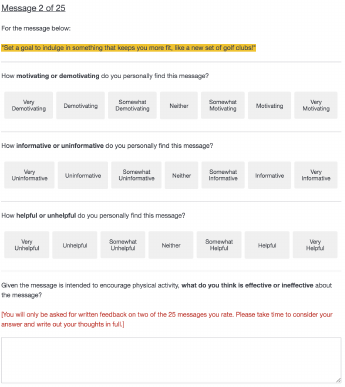 Message 2 of 25
For the message below:
"Set a goal to indulge in something that keeps you more fit, like a new set of golf clubs!"
How motivating or demotivating do you personally find this message?
Very Demotivating
Demotivating
Somewhat Demotivating
Neither
Somewhat Motivating
Motivating
Very Motivating
How informative or uninformative do you personally find this message?
Very Uninformative
Uninformative
Somewhat Uninformative
Neither
Somewhat Informative
Informative
Very Informative
How helpful or unhelpful do you personally find this message?
Very Unhelpful
Unhelpful
Somewhat Unhelpful
Neither
Somewhat Helpful
Helpful
Very Helpful
Given the message is intended to encourage physical activity, what do you think is effective or ineffective about
the message?
[You will only be asked for written feedback on two of the 25 messages you rate. Please take time to consider your
answer and write out your thoughts in full.]